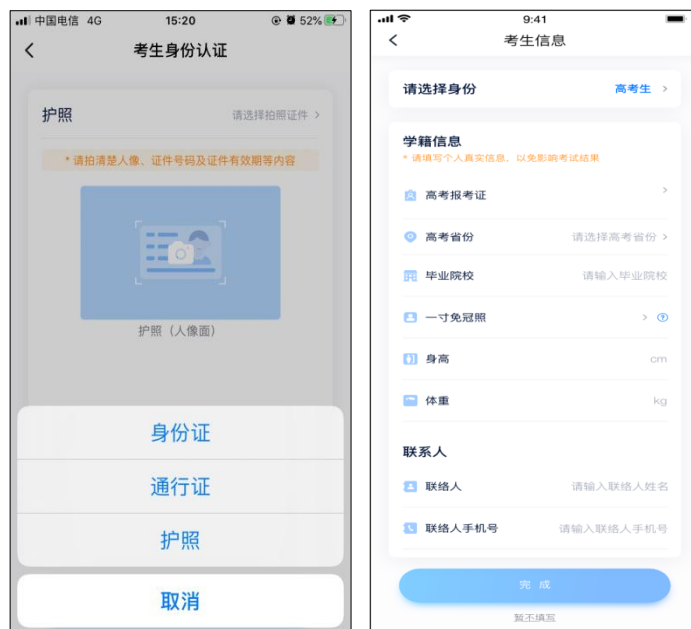 中国电信 4G 15:20 52%
考生身份认证
护照 请选择拍照证件
* 请拍清楚人像、证件号码及证件有效期等内容
护照（人像面）
身份证
通行证
护照
取消
9:41
考生信息
请选择身份 高考生
学籍信息
* 请填写个人真实信息，以免影响考试结果
高考报考证
高考省份 请选择高考省份
毕业院校 请输入毕业院校
一寸免冠照
身高 cm
体重 kg
联系人
联络人 请输入联络人姓名
联络人手机号 请输入联络人手机号
完成
暂不填写